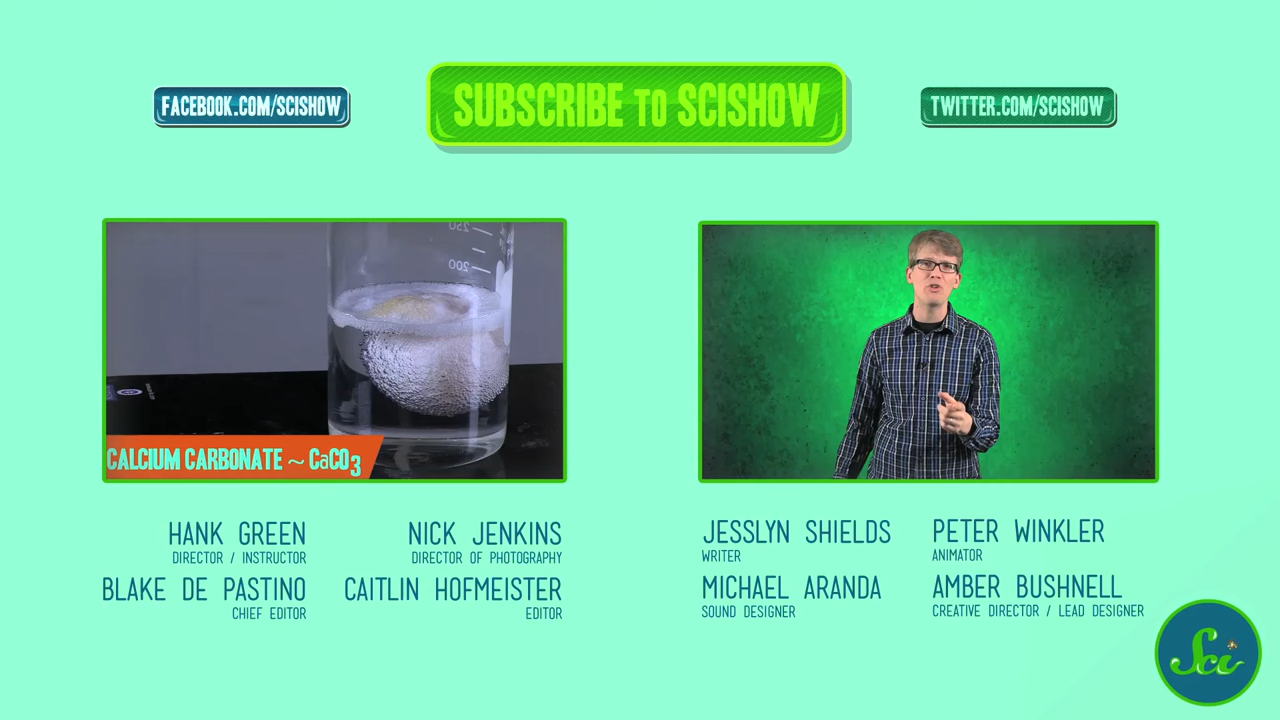 FACEBOOK.COM/SCISHOW
SUBSCRIBE TO SCISHOW
TWITTER.COM/SCISHOW
250
200
CALCIUM CARBONATE ~ CaCO3
HANK GREEN
DIRECTOR / INSTRUCTOR
NICK JENKINS
DIRECTOR OF PHOTOGRAPHY
BLAKE DE PASTINO
CHIEF EDITOR
CAITLIN HOFMEISTER
EDITOR
JESSLYN SHIELDS
WRITER
PETER WINKLER
ANIMATOR
MICHAEL ARANDA
SOUND DESIGNER
AMBER BUSHNELL
CREATIVE DIRECTOR / LEAD DESIGNER
Sci